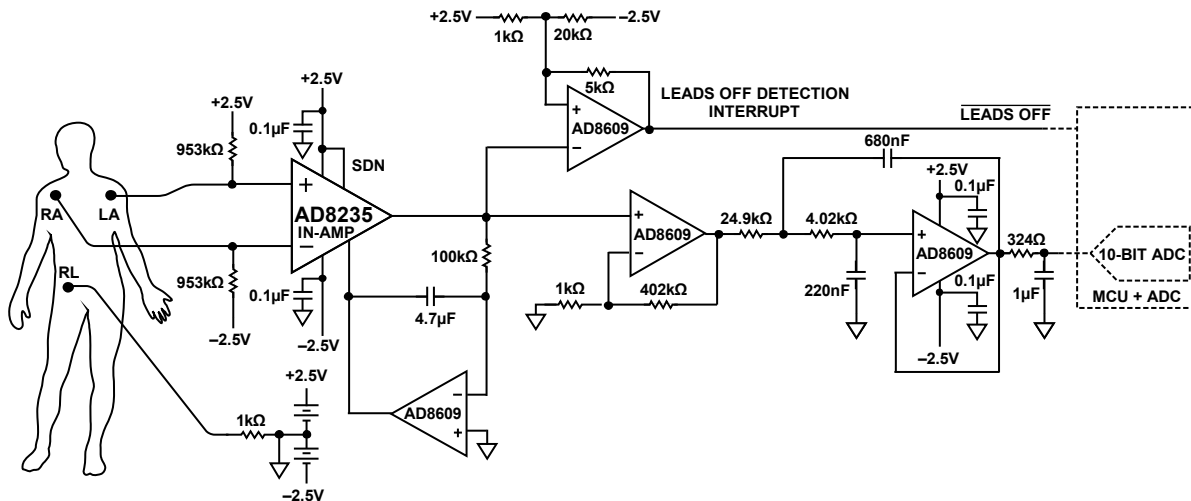 +2.5V
1kΩ
20kΩ
–2.5V
5kΩ
+
AD8609
–
LEADS OFF DETECTION
INTERRUPT
LEADS OFF
+2.5V
+2.5V
0.1µF
953kΩ
SDN
+
AD8235
IN-AMP
–
RA
LA
RL
953kΩ
–2.5V
0.1µF
–2.5V
100kΩ
4.7µF
–
AD8609
+
+2.5V
1kΩ
–2.5V
+
AD8609
–
1kΩ
402kΩ
24.9kΩ
4.02kΩ
680nF
220nF
+2.5V
0.1µF
+
AD8609
–
0.1µF
–2.5V
324Ω
1µF
10-BIT ADC
MCU + ADC